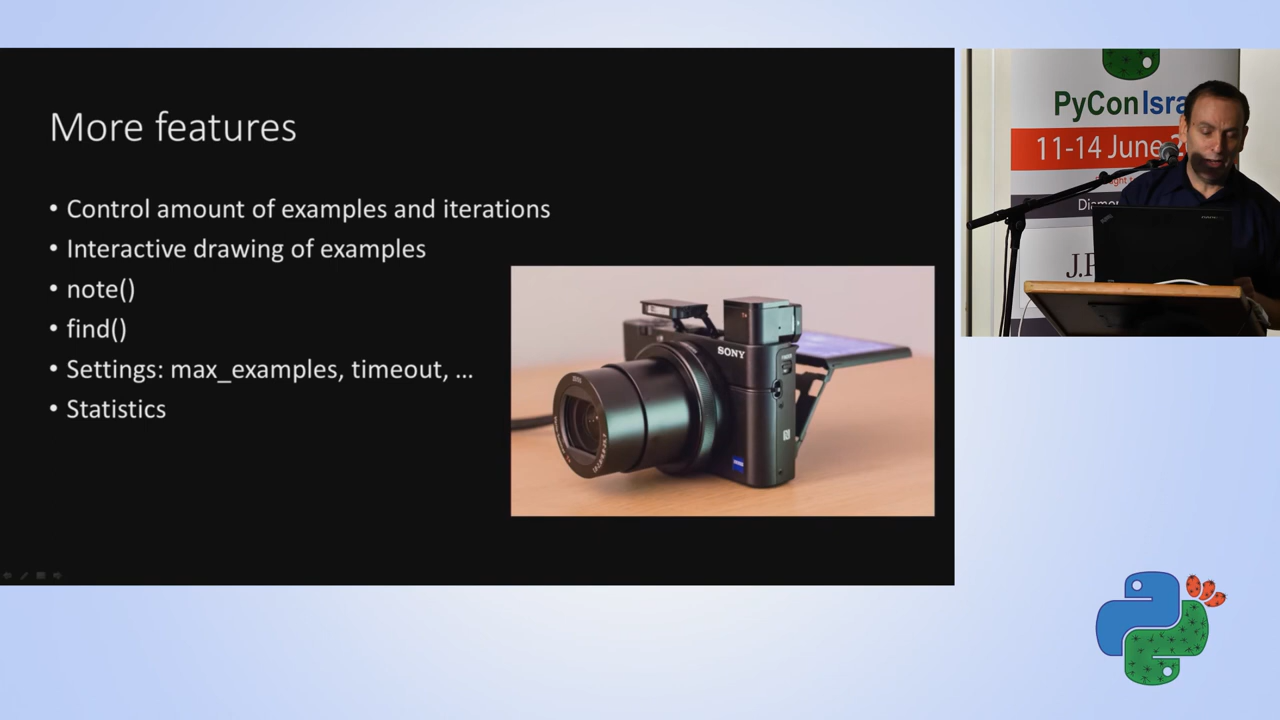 More features
• Control amount of examples and iterations
• Interactive drawing of examples
• note()
• find()
• Settings: max_examples, timeout, ...
• Statistics
SONY
PyCon Isra
11-14 June